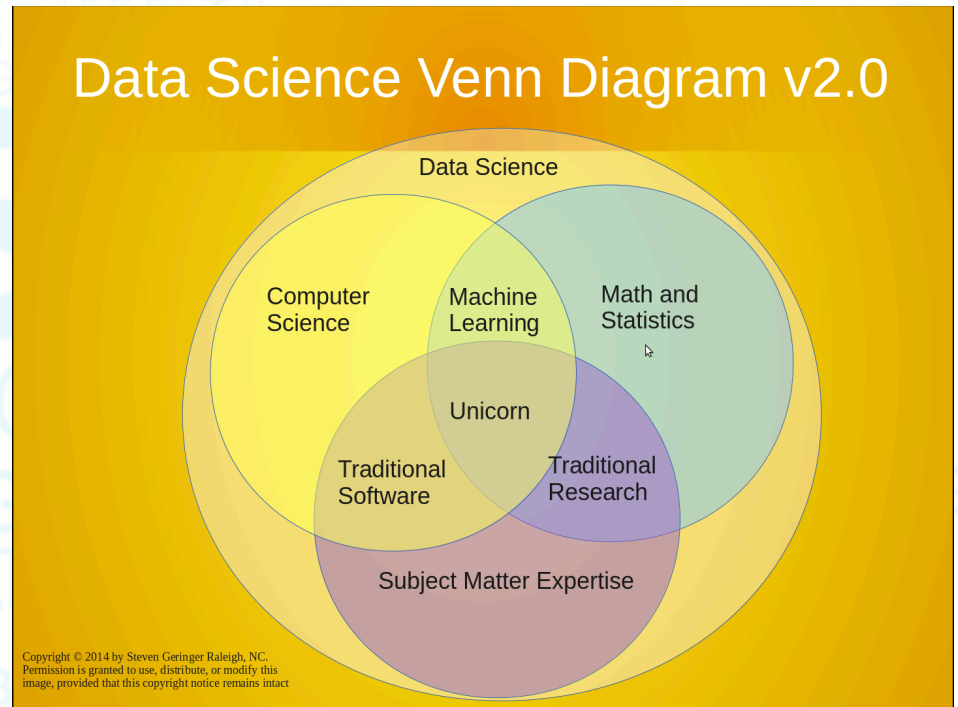 Data Science Venn Diagram v2.0
Data Science
Computer
Science
Machine
Learning
Math and
Statistics
Unicorn
Traditional
Software
Traditional
Research
Subject Matter Expertise
Copyright © 2014 by Steven Geringer Raleigh, NC.
Permission is granted to use, distribute, or modify this
image, provided that this copyright notice remains intact